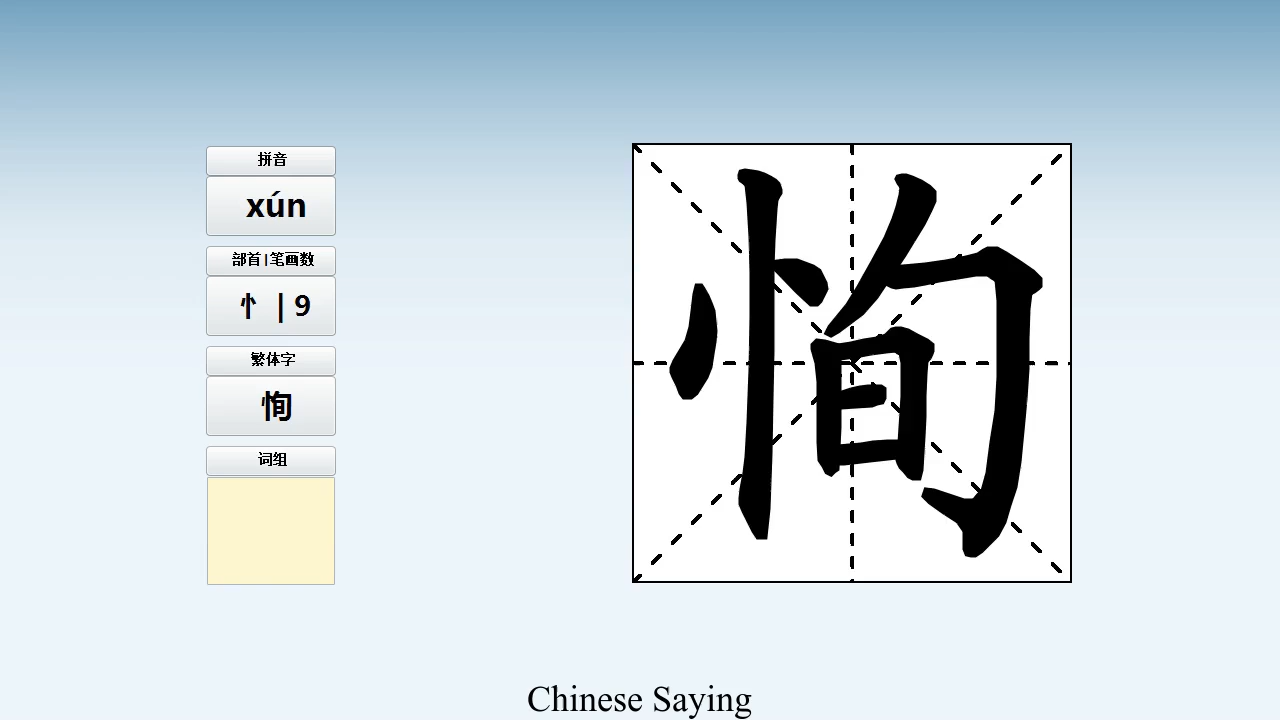 拼音
xún
部首|笔画数
忄 | 9
繁体字
恂
词组
恂
Chinese Saying